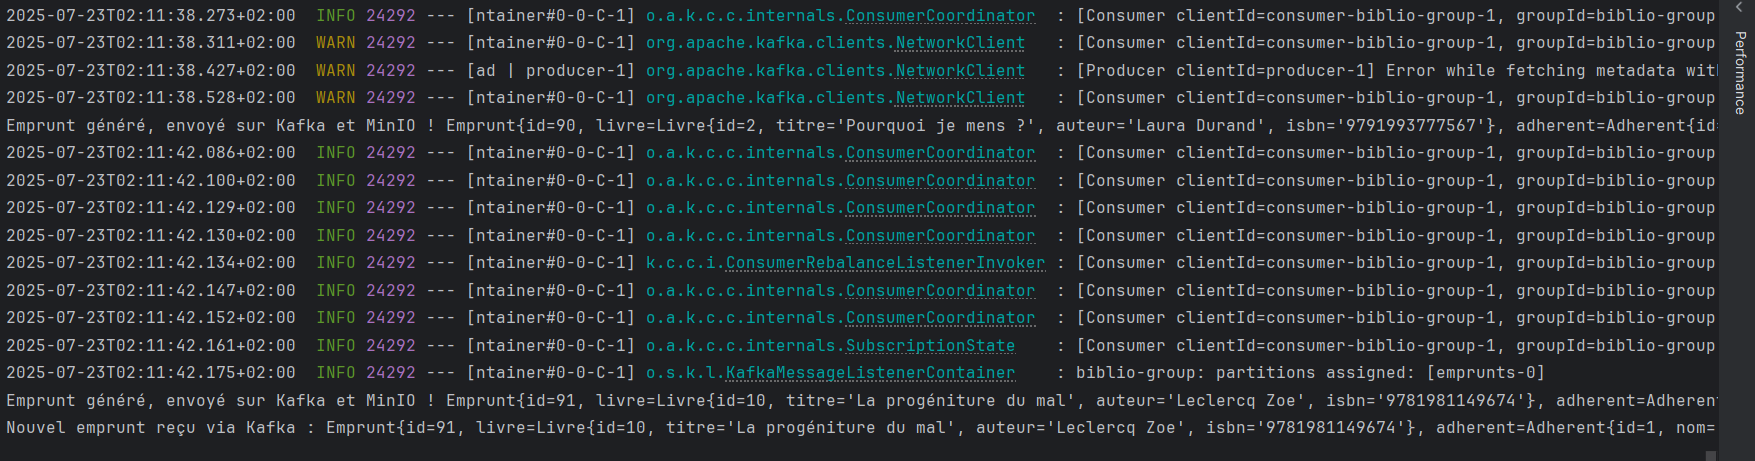 2025-07-23T02:11:38.273+02:00  INFO 24292 --- [ntainer#0-0-C-1] o.a.k.c.c.internals.ConsumerCoordinator  : [Consumer clientId=consumer-biblio-group-1, groupId=biblio-group
2025-07-23T02:11:38.311+02:00  WARN 24292 --- [ntainer#0-0-C-1] org.apache.kafka.clients.NetworkClient   : [Consumer clientId=consumer-biblio-group-1, groupId=biblio-group
2025-07-23T02:11:38.427+02:00  WARN 24292 --- [ad | producer-1] org.apache.kafka.clients.NetworkClient   : [Producer clientId=producer-1] Error while fetching metadata wit
2025-07-23T02:11:38.528+02:00  WARN 24292 --- [ntainer#0-0-C-1] org.apache.kafka.clients.NetworkClient   : [Consumer clientId=consumer-biblio-group-1, groupId=biblio-group
Emprunt généré, envoyé sur Kafka et MinIO ! Emprunt{id=90, livre=Livre{id=2, titre='Pourquoi je mens ?', auteur='Laura Durand', isbn='9791993777567'}, adherent=Adherent{id=
2025-07-23T02:11:42.086+02:00  INFO 24292 --- [ntainer#0-0-C-1] o.a.k.c.c.internals.ConsumerCoordinator  : [Consumer clientId=consumer-biblio-group-1, groupId=biblio-group
2025-07-23T02:11:42.100+02:00  INFO 24292 --- [ntainer#0-0-C-1] o.a.k.c.c.internals.ConsumerCoordinator  : [Consumer clientId=consumer-biblio-group-1, groupId=biblio-group
2025-07-23T02:11:42.129+02:00  INFO 24292 --- [ntainer#0-0-C-1] o.a.k.c.c.internals.ConsumerCoordinator  : [Consumer clientId=consumer-biblio-group-1, groupId=biblio-group
2025-07-23T02:11:42.130+02:00  INFO 24292 --- [ntainer#0-0-C-1] o.a.k.c.c.internals.ConsumerCoordinator  : [Consumer clientId=consumer-biblio-group-1, groupId=biblio-group
2025-07-23T02:11:42.134+02:00  INFO 24292 --- [ntainer#0-0-C-1] k.c.c.i.ConsumerRebalanceListenerInvoker : [Consumer clientId=consumer-biblio-group-1, groupId=biblio-group
2025-07-23T02:11:42.147+02:00  INFO 24292 --- [ntainer#0-0-C-1] o.a.k.c.c.internals.ConsumerCoordinator  : [Consumer clientId=consumer-biblio-group-1, groupId=biblio-group
2025-07-23T02:11:42.152+02:00  INFO 24292 --- [ntainer#0-0-C-1] o.a.k.c.c.internals.ConsumerCoordinator  : [Consumer clientId=consumer-biblio-group-1, groupId=biblio-group
2025-07-23T02:11:42.161+02:00  INFO 24292 --- [ntainer#0-0-C-1] o.a.k.c.c.internals.SubscriptionState    : [Consumer clientId=consumer-biblio-group-1, groupId=biblio-group
2025-07-23T02:11:42.175+02:00  INFO 24292 --- [ntainer#0-0-C-1] o.s.k.l.KafkaMessageListenerContainer    : biblio-group: partitions assigned: [emprunts-0]
Emprunt généré, envoyé sur Kafka et MinIO ! Emprunt{id=91, livre=Livre{id=10, titre='La progéniture du mal', auteur='Leclercq Zoe', isbn='9781981149674'}, adherent=Adheren
Nouvel emprunt reçu via Kafka : Emprunt{id=91, livre=Livre{id=10, titre='La progéniture du mal', auteur='Leclercq Zoe', isbn='9781981149674'}, adherent=Adherent{id=1, nom=
Performance